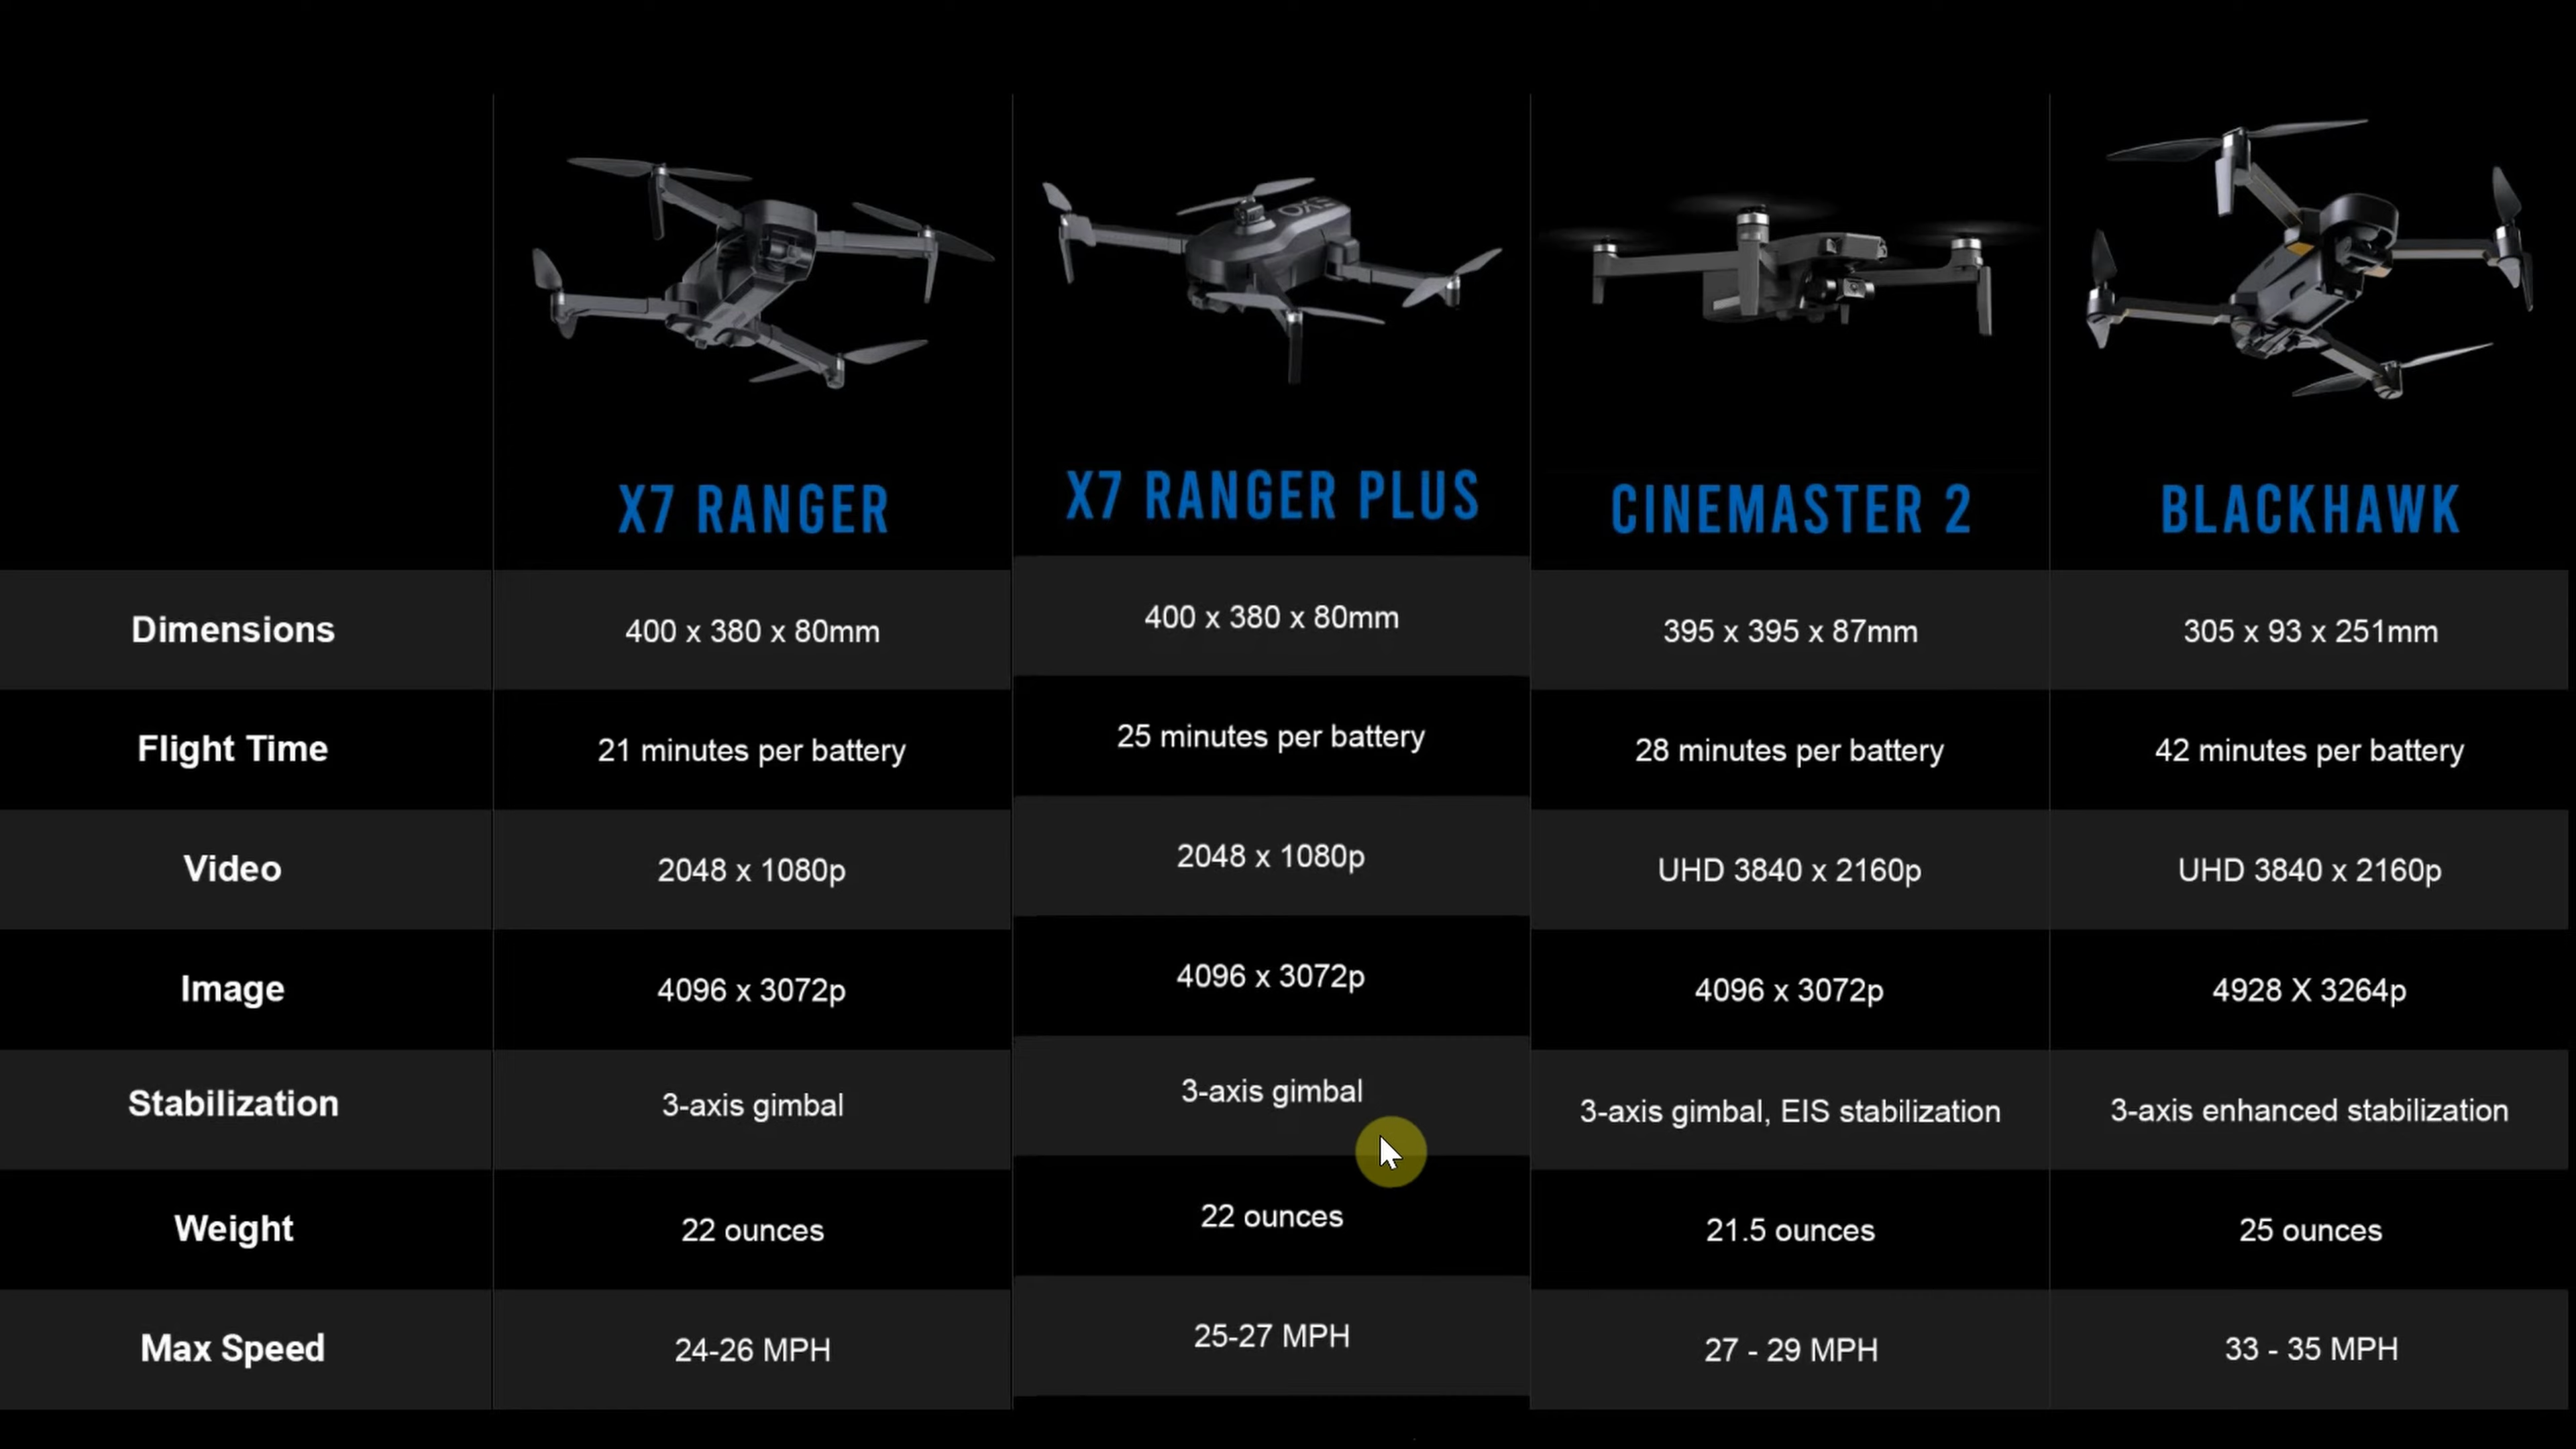 X7 RANGER
X7 RANGER PLUS
CINEMASTER 2
BLACKHAWK
Dimensions
400 x 380 x 80mm
400 x 380 x 80mm
395 x 395 x 87mm
305 x 93 x 251mm
Flight Time
21 minutes per battery
25 minutes per battery
28 minutes per battery
42 minutes per battery
Video
2048 x 1080p
2048 x 1080p
UHD 3840 x 2160p
UHD 3840 x 2160p
Image
4096 x 3072p
4096 x 3072p
4096 x 3072p
4928 X 3264p
Stabilization
3-axis gimbal
3-axis gimbal
3-axis gimbal, EIS stabilization
3-axis enhanced stabilization
Weight
22 ounces
22 ounces
21.5 ounces
25 ounces
Max Speed
24-26 MPH
25-27 MPH
27 - 29 MPH
33 - 35 MPH